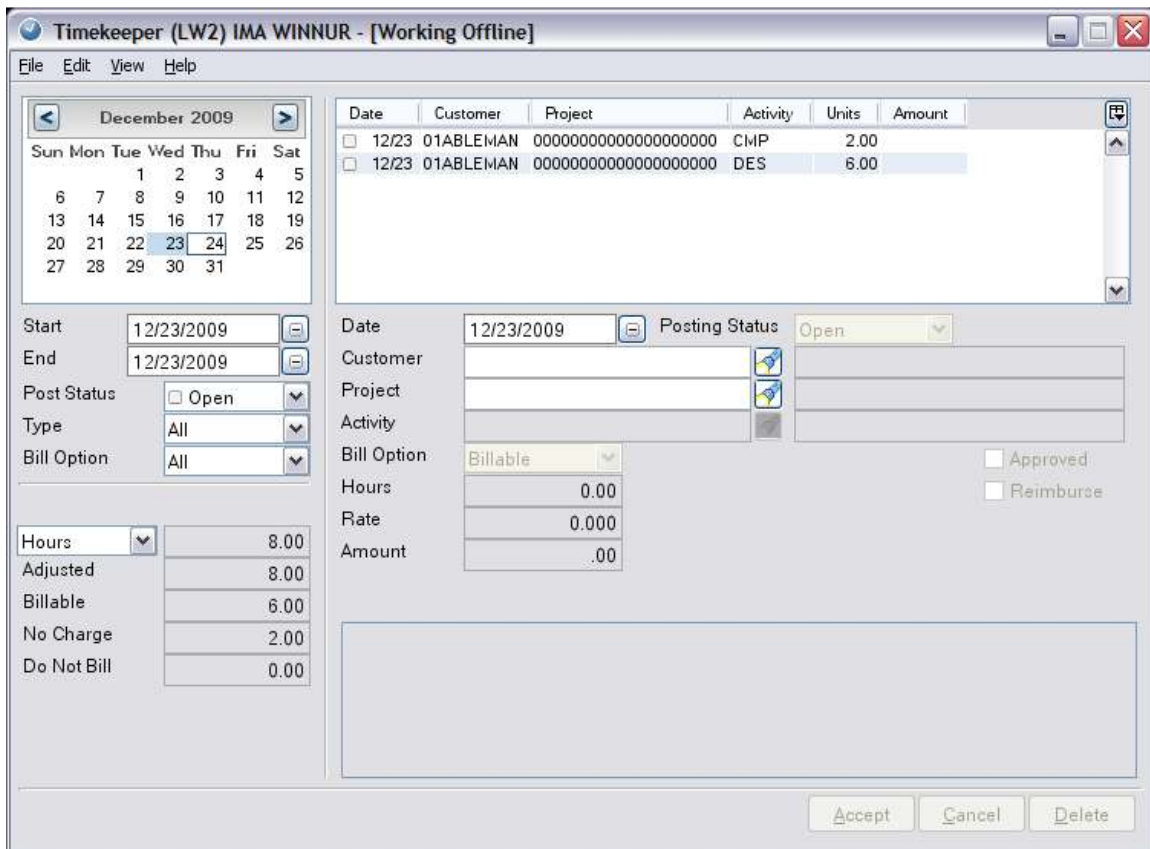 Timekeeper (LW2) IMA WINNUR - [Working Offline]
File Edit View Help
December 2009
Sun Mon Tue Wed Thu Fri Sat
1 2 3 4 5
6 7 8 9 10 11 12
13 14 15 16 17 18 19
20 21 22 23 24 25 26
27 28 29 30 31
Date Customer Project Activity Units Amount
12/23 01ABLEMAN 00000000000000000000 CMP 2.00
12/23 01ABLEMAN 00000000000000000000 DES 6.00
Start 12/23/2009
End 12/23/2009
Post Status Open
Type All
Bill Option All
Hours 8.00
Adjusted 8.00
Billable 6.00
No Charge 2.00
Do Not Bill 0.00
Date 12/23/2009 Posting Status Open
Customer
Project
Activity
Bill Option Billable Approved
Hours 0.00 Reimburse
Rate 0.000
Amount .00
Accept Cancel Delete